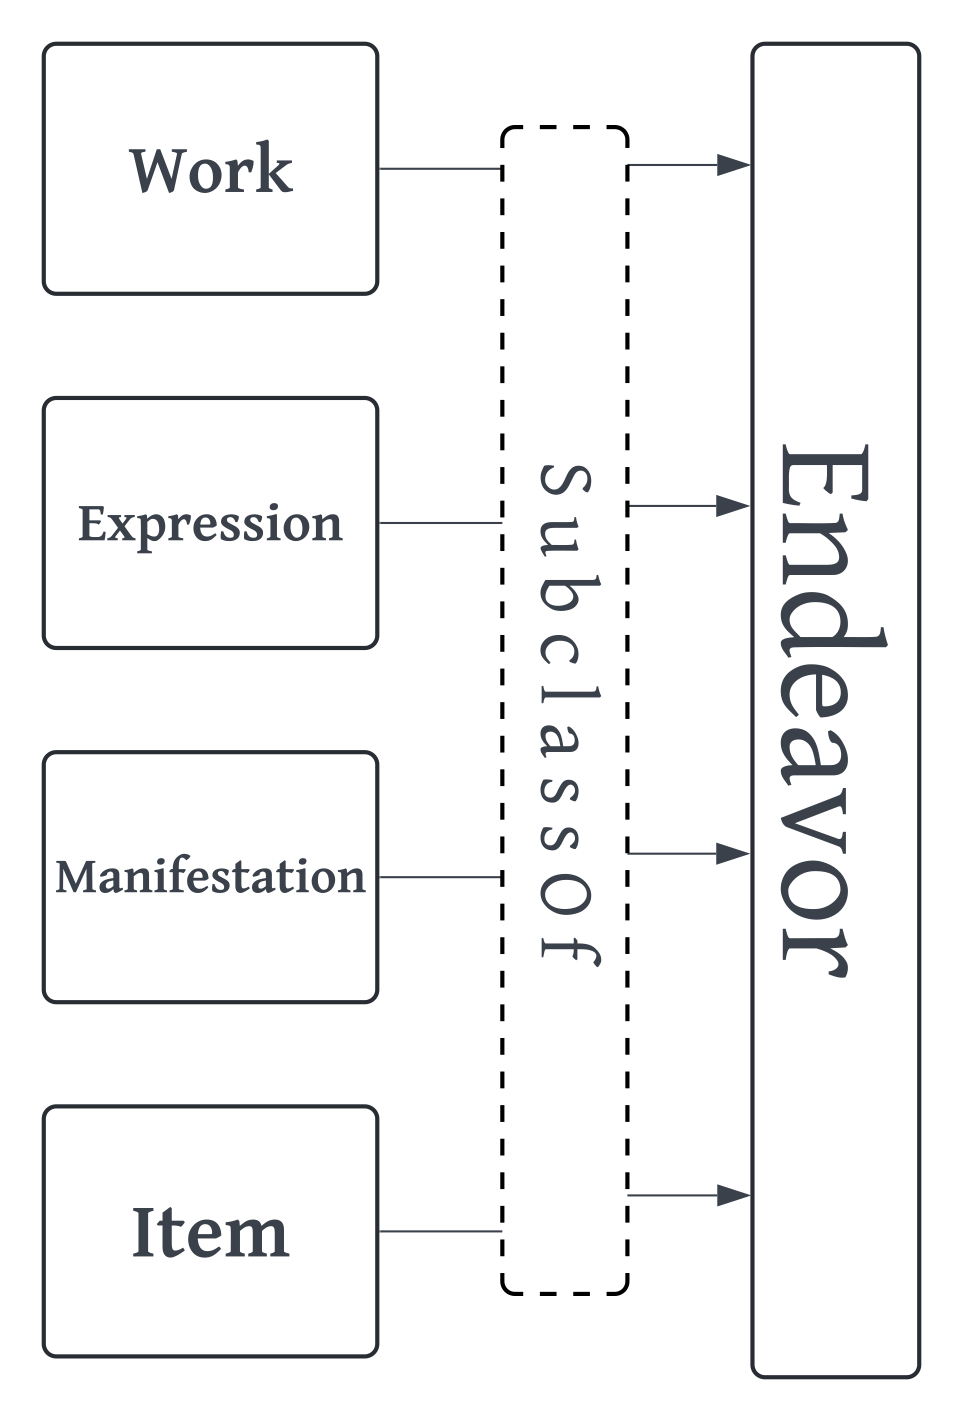 Work
Expression
Manifestation
Item
SubclassOf
Endeavor